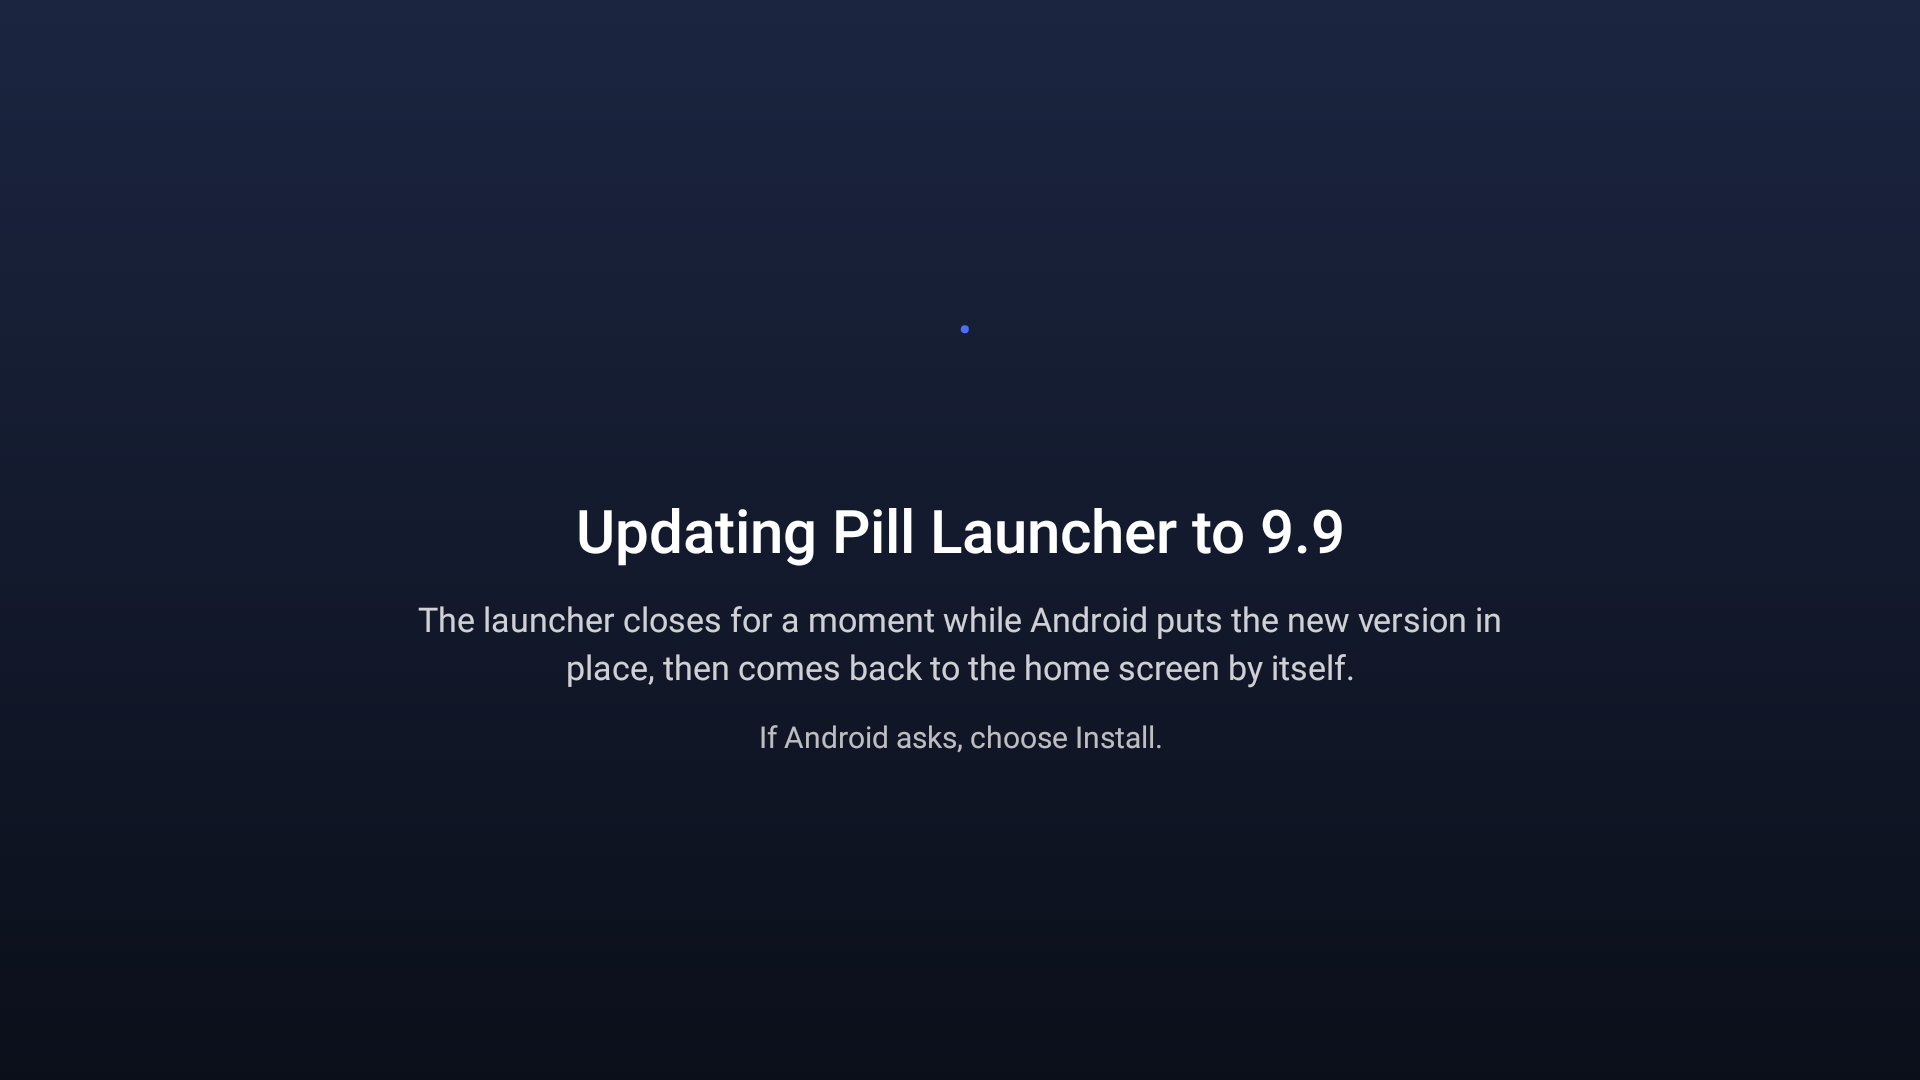 Updating Pill Launcher to 9.9
The launcher closes for a moment while Android puts the new version in
place, then comes back to the home screen by itself.
If Android asks, choose Install.